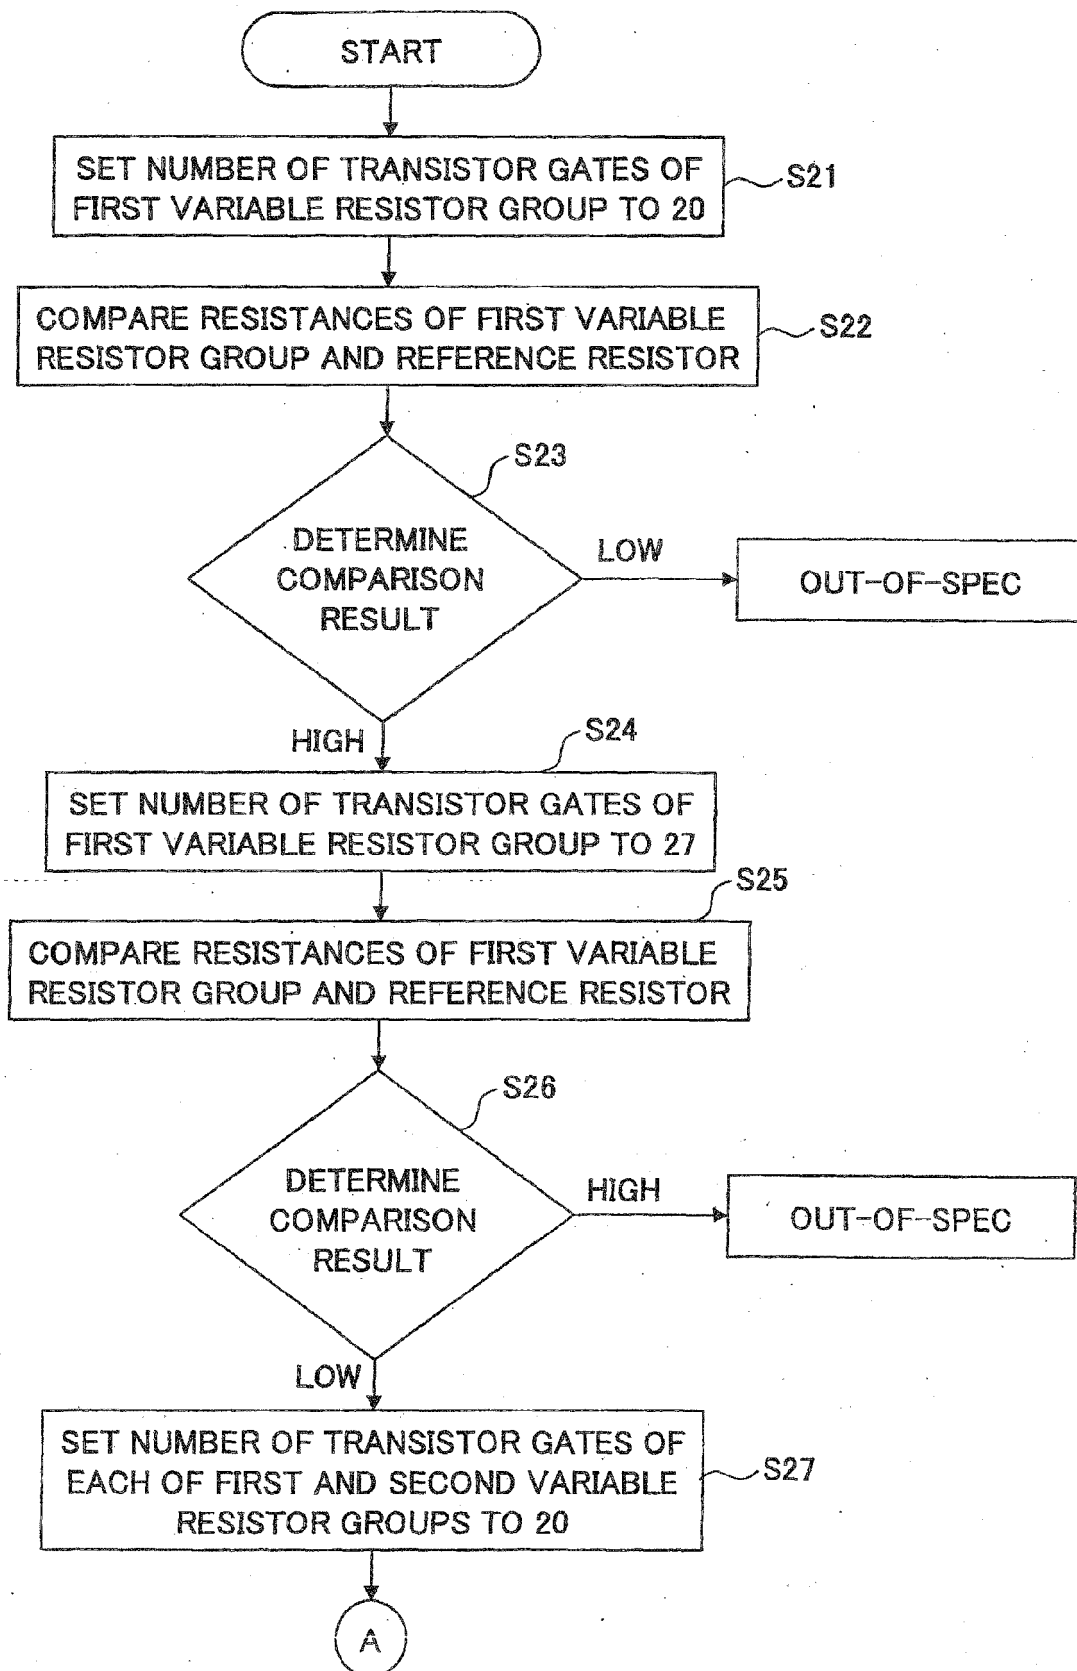 START
SET NUMBER OF TRANSISTOR GATES OF
FIRST VARIABLE RESISTOR GROUP TO 20
S21
COMPARE RESISTANCES OF FIRST VARIABLE
RESISTOR GROUP AND REFERENCE RESISTOR
S22
S23
DETERMINE
COMPARISON
RESULT
LOW
OUT-OF-SPEC
HIGH
S24
SET NUMBER OF TRANSISTOR GATES OF
FIRST VARIABLE RESISTOR GROUP TO 27
S25
COMPARE RESISTANCES OF FIRST VARIABLE
RESISTOR GROUP AND REFERENCE RESISTOR
S26
DETERMINE
COMPARISON
RESULT
HIGH
OUT-OF-SPEC
LOW
SET NUMBER OF TRANSISTOR GATES OF
EACH OF FIRST AND SECOND VARIABLE
RESISTOR GROUPS TO 20
S27
A